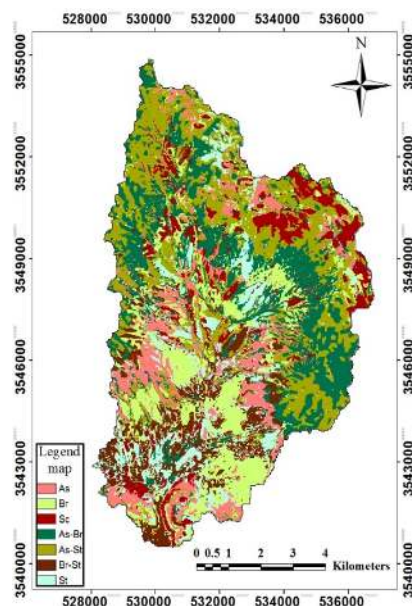 528000 530000 532000 534000 536000
N
3555000 3555000
3552000 3552000
3549000 3549000
3546000 3546000
3543000 3543000
3540000 3540000
Legend
map
As
Br
Sc
As-Br
As-St
Br-St
St
0 0.5 1 2 3 4
Kilometers
528000 530000 532000 534000 536000